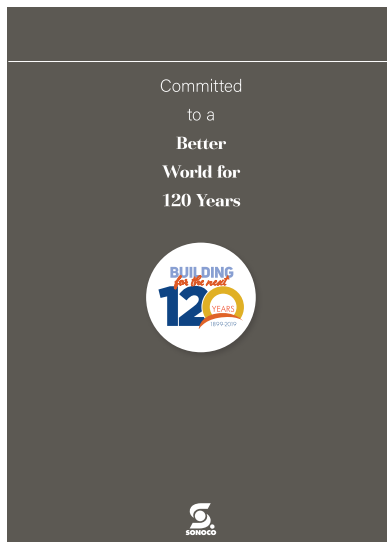 Committed
to a
Better
World for
120 Years
BUILDING
for the next
120
YEARS
1899-2019
SONOCO